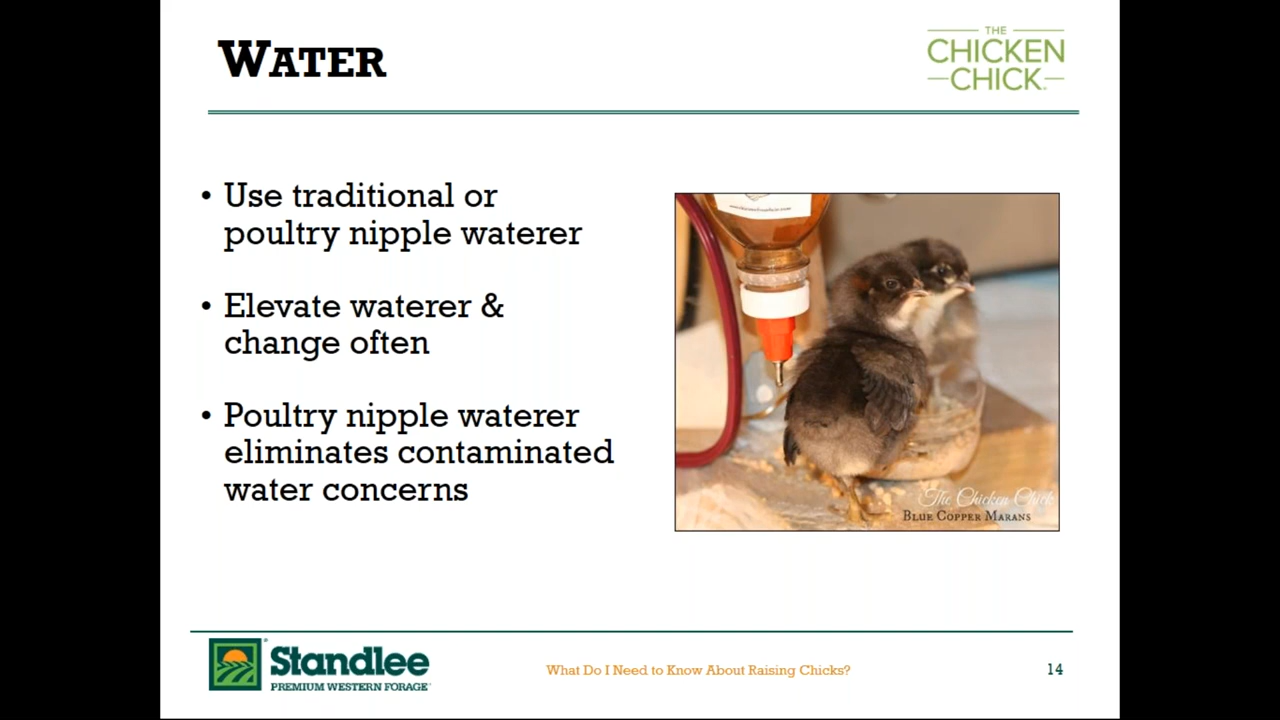 WATER
THE
CHICKEN
CHICK
• Use traditional or
poultry nipple waterer
• Elevate waterer &
change often
• Poultry nipple waterer
eliminates contaminated
water concerns
The Chicken Chick
BLUE COPPER MARANS
Standlee
PREMIUM WESTERN FORAGE
What Do I Need to Know About Raising Chicks?
14